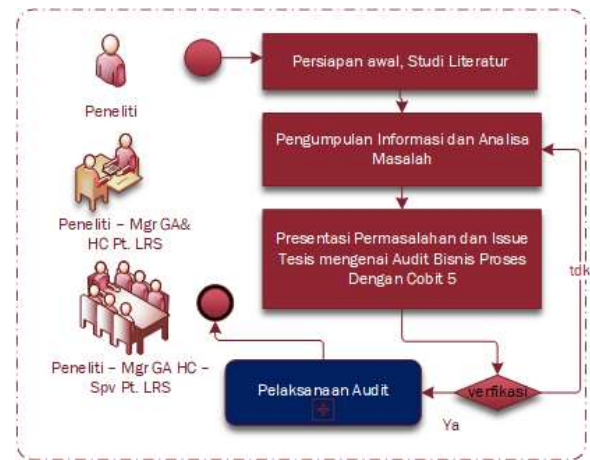 Peneliti
Persiapan awal, Studi Literatur
Pengumpulan Informasi dan Analisa
Masalah
Peneliti – Mgr GA&
HC Pt. LRS
Presentasi Permasalahan dan Issue
Tesis mengenai Audit Bisnis Proses
Dengan Cobit 5
tdk
Peneliti – Mgr GA HC –
Spv Pt. LRS
Pelaksanaan Audit
verfikasi
Ya